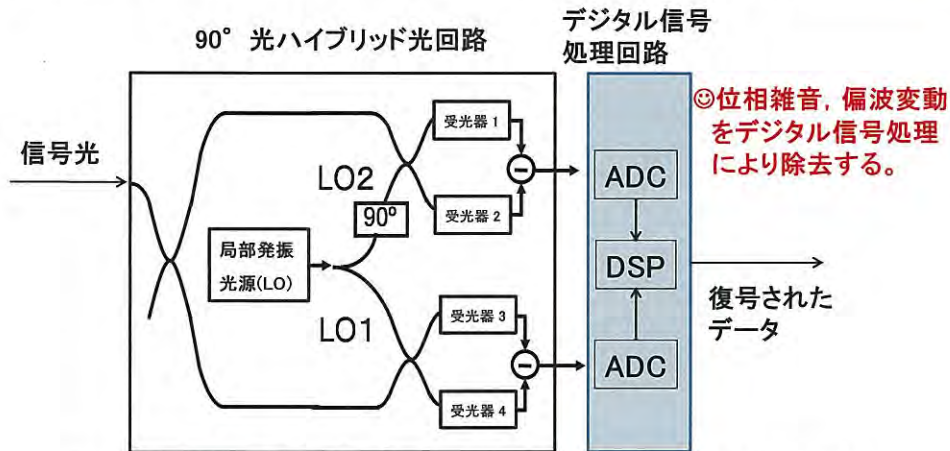 90° 光ハイブリッド光回路
デジタル信号
処理回路
信号光
LO2
90°
局部発振
光源(LO)
LO1
受光器 1
受光器 2
受光器 3
受光器 4
ADC
DSP
ADC
☺位相雑音，偏波変動
をデジタル信号処理
により除去する。
復号された
データ